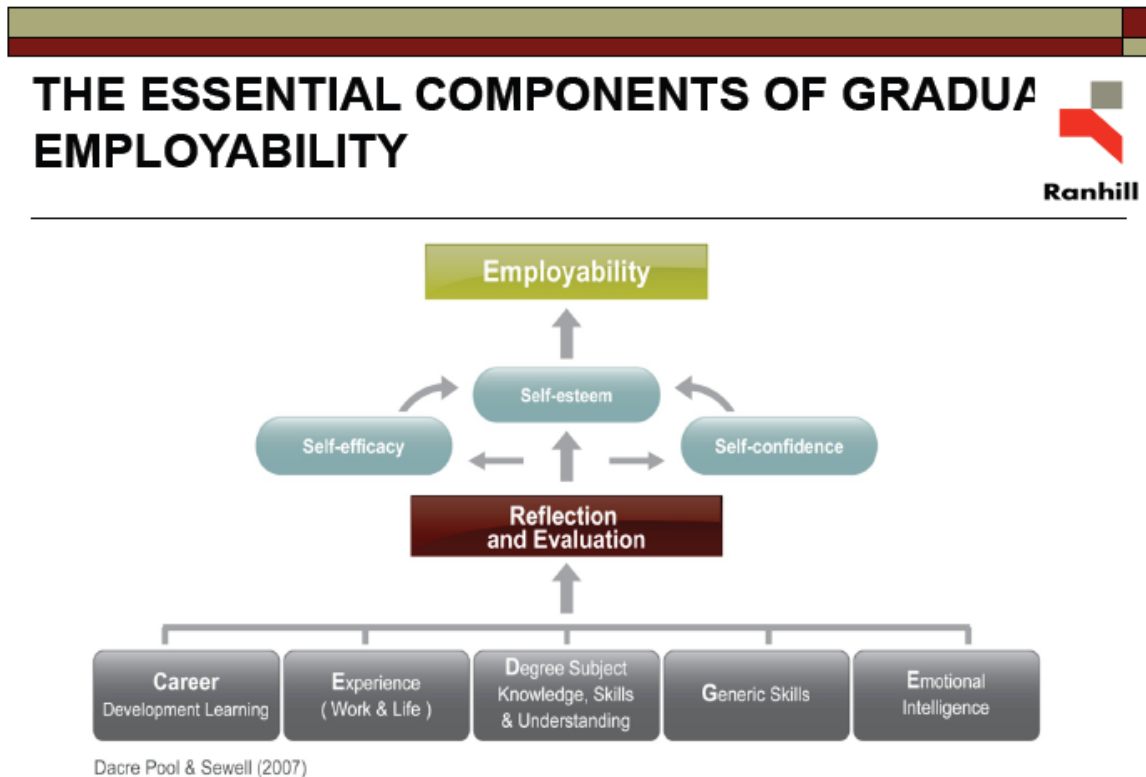 THE ESSENTIAL COMPONENTS OF GRADUA
EMPLOYABILITY
Ranhill
Employability
Self-esteem
Self-efficacy
Self-confidence
Reflection
and Evaluation
Career
Development Learning
Experience
( Work & Life )
Degree Subject
Knowledge, Skills
& Understanding
Generic Skills
Emotional
Intelligence
Dacre Pool & Sewell (2007)